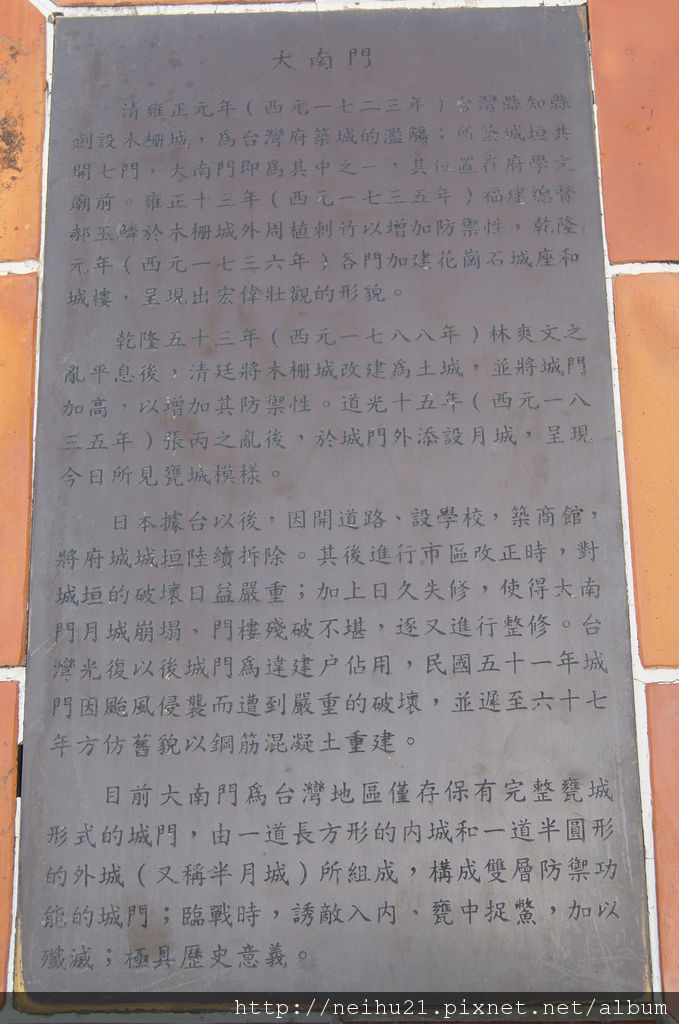 大南門
清雍正元年(西元一七二三年)台灣縣知縣
創設木柵城，為台灣府築城的濫觴；所築城垣共
開七門，大南門即為其中之一，其位置在府學文
廟前。雍正十三年(西元一七三五年)福建總督
郝玉麟於木柵城外周植刺竹以增加防禦性，乾隆
元年(西元一七三六年)各門加建花崗石城座和
城樓，呈現出宏偉壯觀的形貌。
乾隆五十三年(西元一七八八年)林爽文之
亂平息後，清廷將木柵城改建為土城，並將城門
加高，以增加其防禦性。道光十五年(西元一八
三五年)張丙之亂後，於城門外添設月城，呈現
今日所見甕城模樣。
日本據台以後，因開道路、設學校，築商館，
將府城城垣陸續拆除。其後進行市區改正時，對
城垣的破壞日益嚴重；加上日久失修，使得大南
門月城崩塌、門樓殘破不堪，逐又進行整修。台
灣光復以後城門為違建戶佔用，民國五十一年城
門因颱風侵襲而遭到嚴重的破壞，並遲至六十七
年方仿舊貌以鋼筋混凝土重建。
目前大南門為台灣地區僅存保有完整甕城
形式的城門，由一道長方形的內城和一道半圓形
的外城(又稱半月城)所組成，構成雙層防禦功
能的城門；臨戰時，誘敵入內、甕中捉鱉，加以
殲滅；極具歷史意義。
http://neihu21.pixnet.net/album